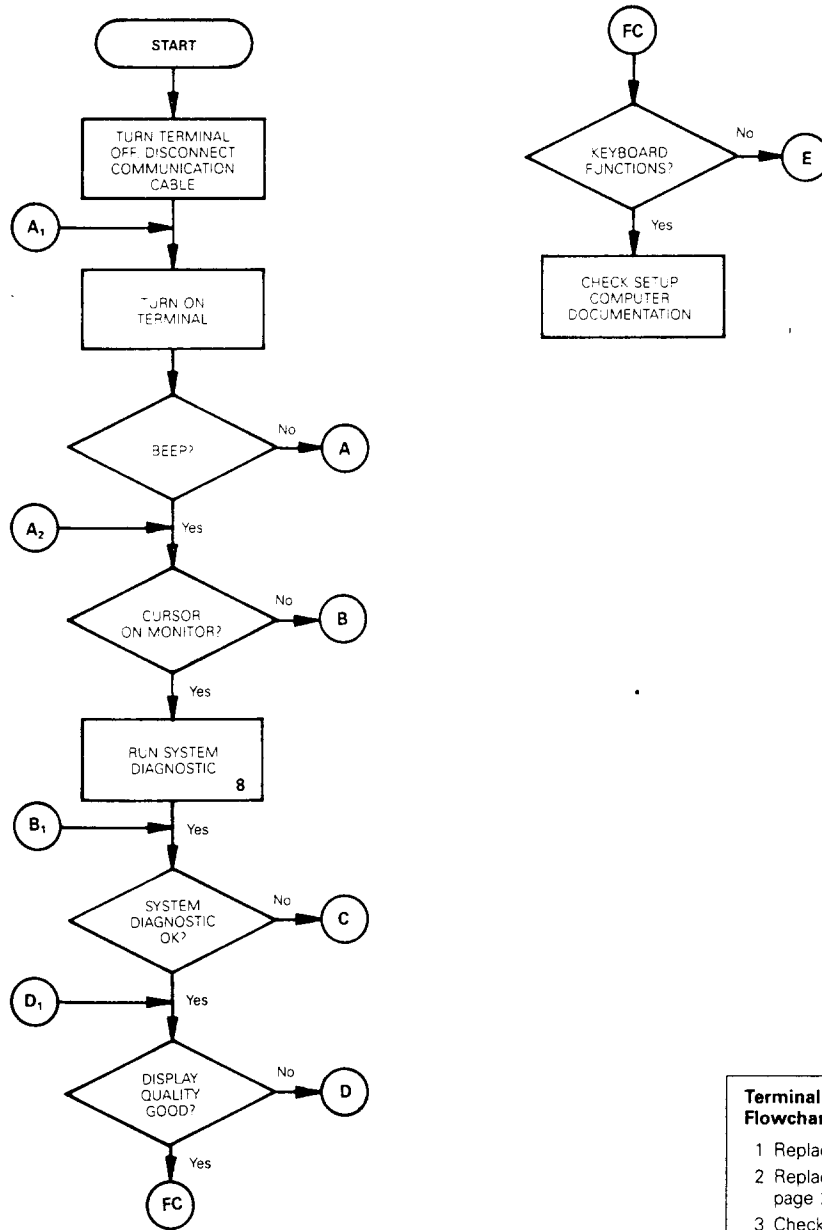 START
TURN TERMINAL
OFF. DISCONNECT
COMMUNICATION
CABLE
A₁
TURN ON
TERMINAL
BEEP?
No
A
A₂
Yes
CURSOR
ON MONITOR?
No
B
Yes
RUN SYSTEM
DIAGNOSTIC
8
B₁
Yes
SYSTEM
DIAGNOSTIC
OK?
No
C
D₁
Yes
DISPLAY
QUALITY
GOOD?
No
D
Yes
FC
FC
KEYBOARD
FUNCTIONS?
No
E
Yes
CHECK SETUP
COMPUTER
DOCUMENTATION
Terminal
Flowchar
1 Replac
2 Replac
page
3 Check